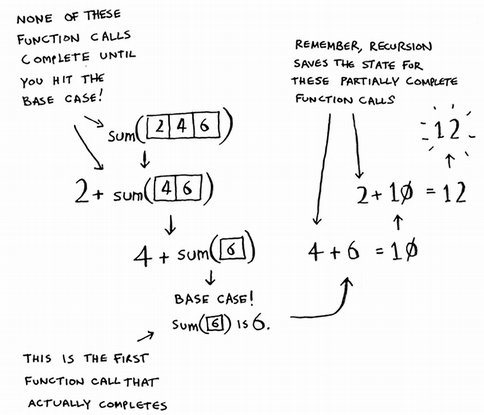 NONE OF THESE
FUNCTION CALLS
COMPLETE UNTIL
YOU HIT THE
BASE CASE!
sum([2|4|6])
2 + sum([4|6])
4 + sum([6])
BASE CASE!
sum([6]) IS 6.
THIS IS THE FIRST
FUNCTION CALL THAT
ACTUALLY COMPLETES
REMEMBER, RECURSION
SAVES THE STATE FOR
THESE PARTIALLY COMPLETE
FUNCTION CALLS
12
2 + 10 = 12
4 + 6 = 10